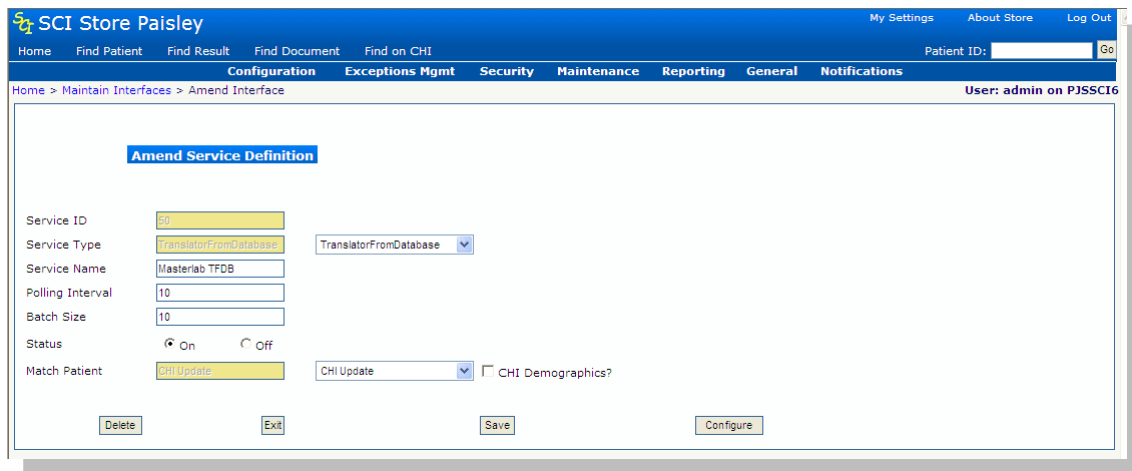 SCI SCI Store Paisley My Settings About Store Log Out
Home Find Patient Find Result Find Document Find on CHI Patient ID: Go
Configuration Exceptions Mgmt Security Maintenance Reporting General Notifications
Home > Maintain Interfaces > Amend Interface User: admin on PJSSCI6
Amend Service Definition
Service ID 50
Service Type TranslatorFromDatabase TranslatorFromDatabase
Service Name Masterlab TFDB
Polling Interval 10
Batch Size 10
Status On Off
Match Patient CHI Update CHI Update CHI Demographics?
Delete Exit Save Configure